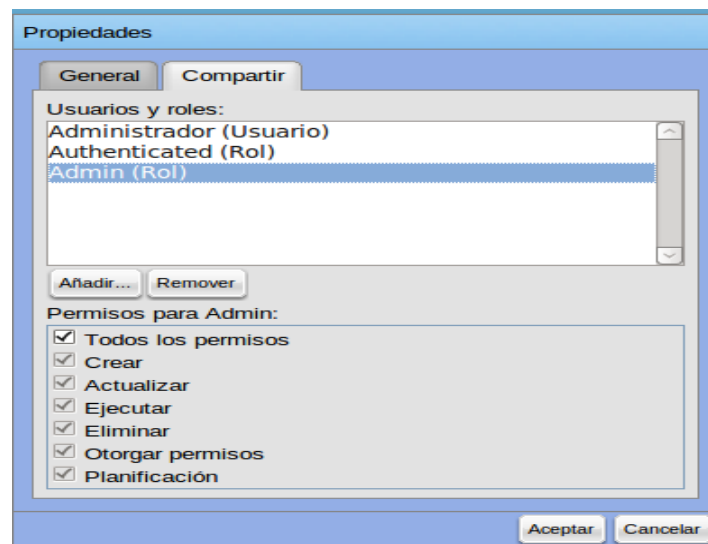 Propiedades
General Compartir
Usuarios y roles:
Administrador (Usuario)
Authenticated (Rol)
Admin (Rol)
Añadir... Remover
Permisos para Admin:
Todos los permisos
Crear
Actualizar
Ejecutar
Eliminar
Otorgar permisos
Planificación
Aceptar Cancelar